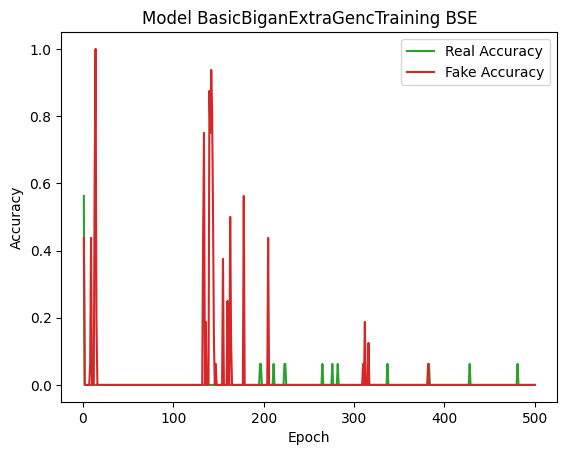 Model BasicBiganExtraGencTraining BSE
Real Accuracy
Fake Accuracy
Accuracy
1.0
0.8
0.6
0.4
0.2
0.0
0 100 200 300 400 500
Epoch